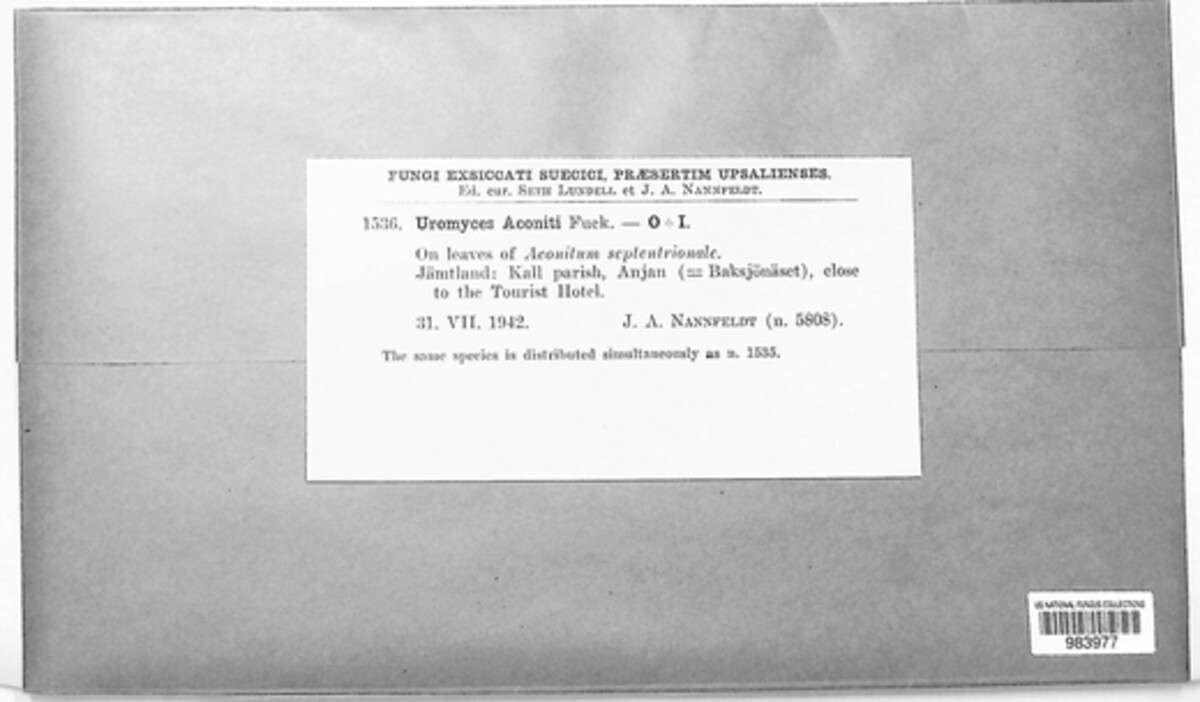 FUNGI EXSICCATI SUECICI, PRÆSERTIM UPSALIENSES.
Ed. cur. SETH LUNDELL et J. A. NANNFELDT.
1536. Uromyces Aconiti Fuck. — O + I.
On leaves of Aconitum septentrionale.
Jämtland: Kall parish, Anjan (= Baksjönäset), close
to the Tourist Hotel.
31. VII. 1942. J. A. NANNFELDT (n. 5808).
The same species is distributed simultaneously as n. 1535.
US NATIONAL FUNGUS COLLECTIONS
983977